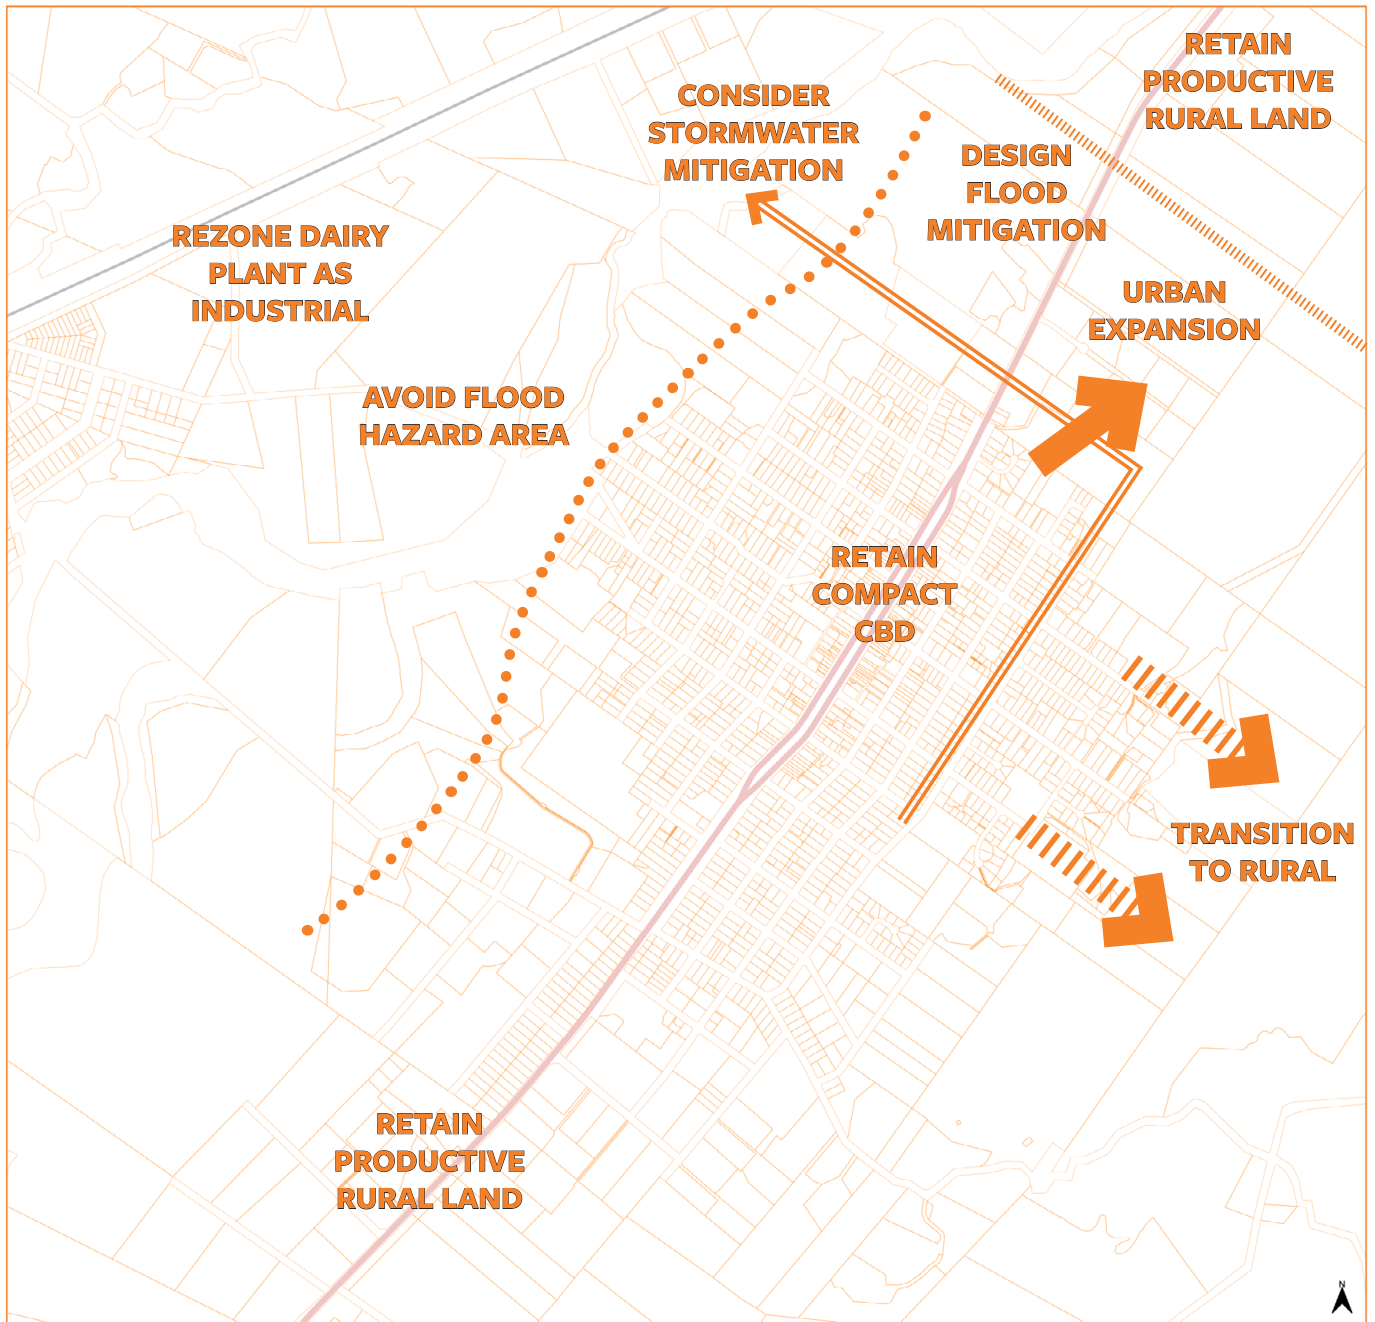 RETAIN
PRODUCTIVE
RURAL LAND
CONSIDER
STORMWATER
MITIGATION
DESIGN
FLOOD
MITIGATION
REZONE DAIRY
PLANT AS
INDUSTRIAL
URBAN
EXPANSION
AVOID FLOOD
HAZARD AREA
RETAIN
COMPACT
CBD
TRANSITION
TO RURAL
RETAIN
PRODUCTIVE
RURAL LAND
N